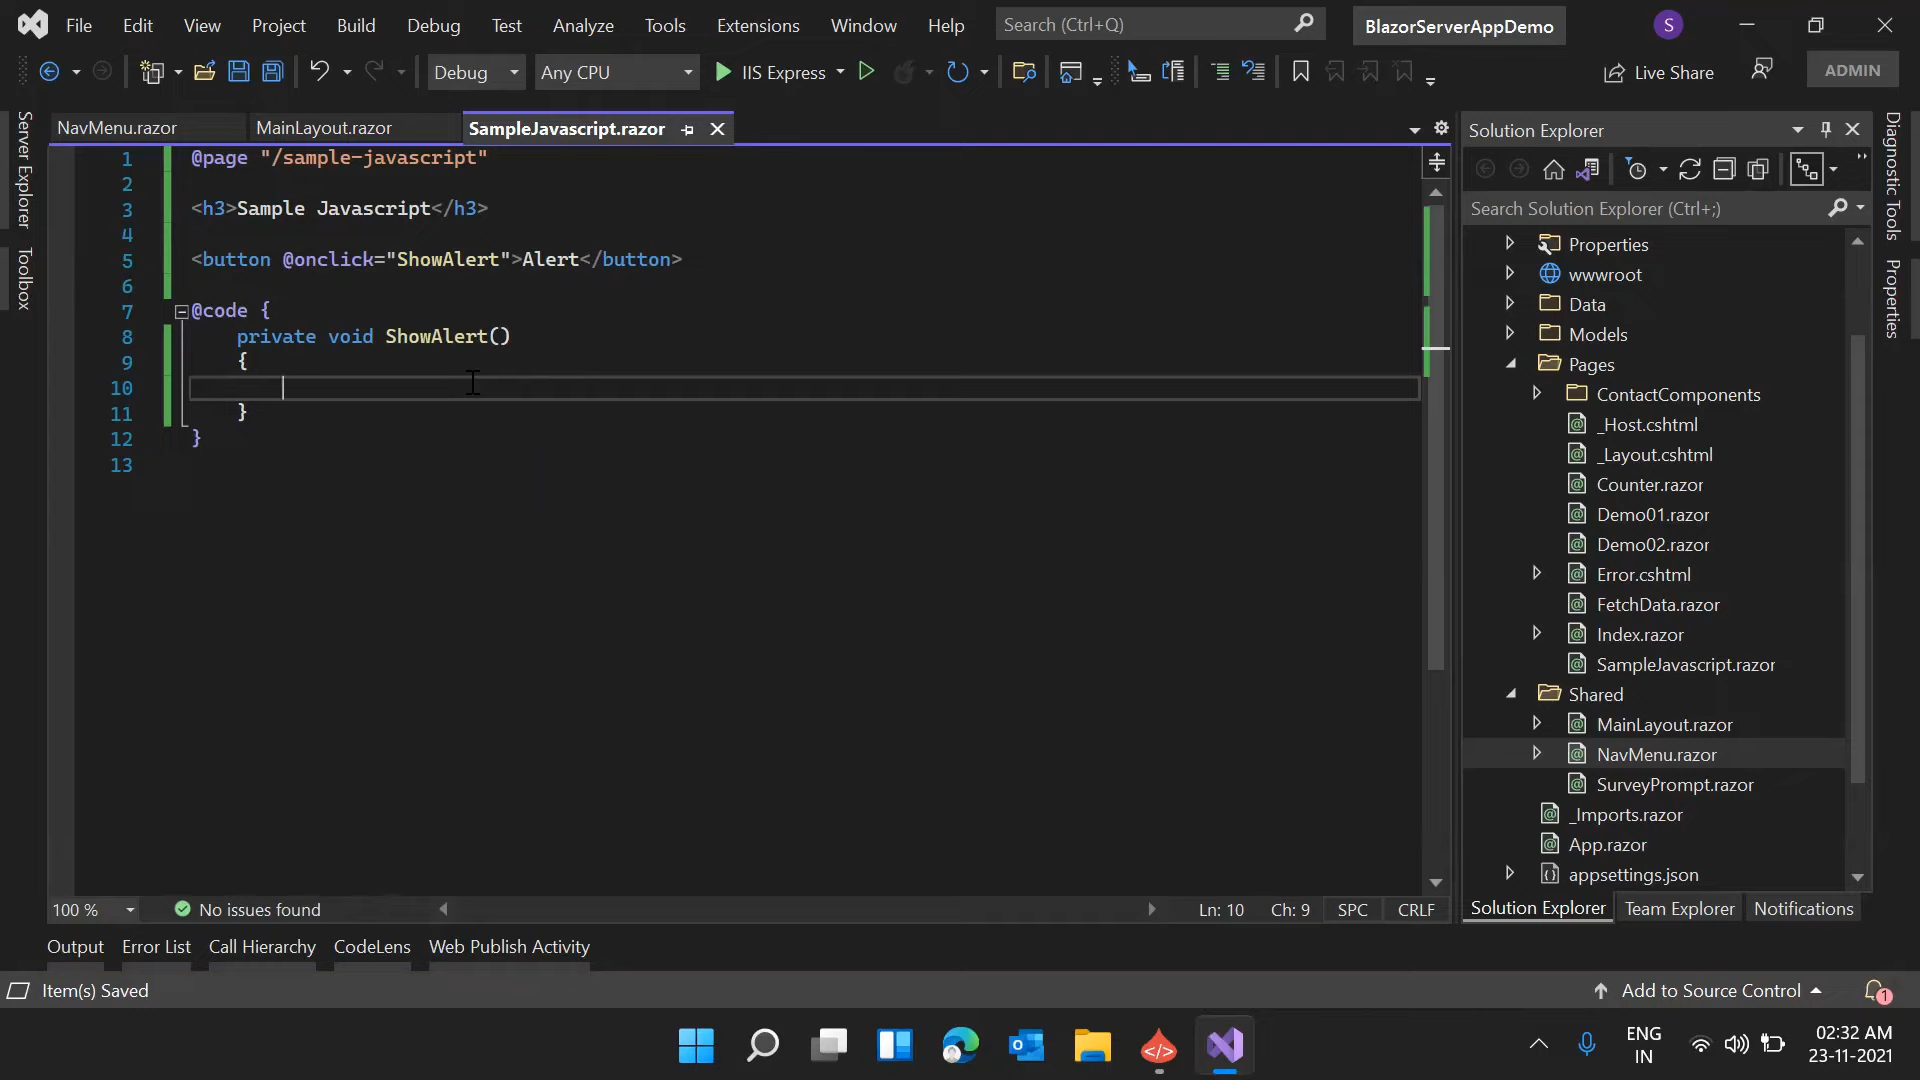 File Edit View Project Build Debug Test Analyze Tools Extensions Window Help Search (Ctrl+Q) BlazorServerAppDemo S
Debug Any CPU IIS Express Live Share ADMIN
Server Explorer
Toolbox
NavMenu.razor MainLayout.razor SampleJavascript.razor
1 @page "/sample-javascript"
2
3 <h3>Sample Javascript</h3>
4
5 <button @onclick="ShowAlert">Alert</button>
6
7 @code {
8 private void ShowAlert()
9 {
10
11 }
12 }
13
100 % No issues found Ln: 10 Ch: 9 SPC CRLF
Solution Explorer
Search Solution Explorer (Ctrl+;)
Properties
wwwroot
Data
Models
Pages
ContactComponents
_Host.cshtml
_Layout.cshtml
Counter.razor
Demo01.razor
Demo02.razor
Error.cshtml
FetchData.razor
Index.razor
SampleJavascript.razor
Shared
MainLayout.razor
NavMenu.razor
SurveyPrompt.razor
_Imports.razor
App.razor
appsettings.json
Solution Explorer Team Explorer Notifications
Diagnostic Tools
Properties
Output Error List Call Hierarchy CodeLens Web Publish Activity
Item(s) Saved Add to Source Control 1
ENG
IN
02:32 AM
23-11-2021